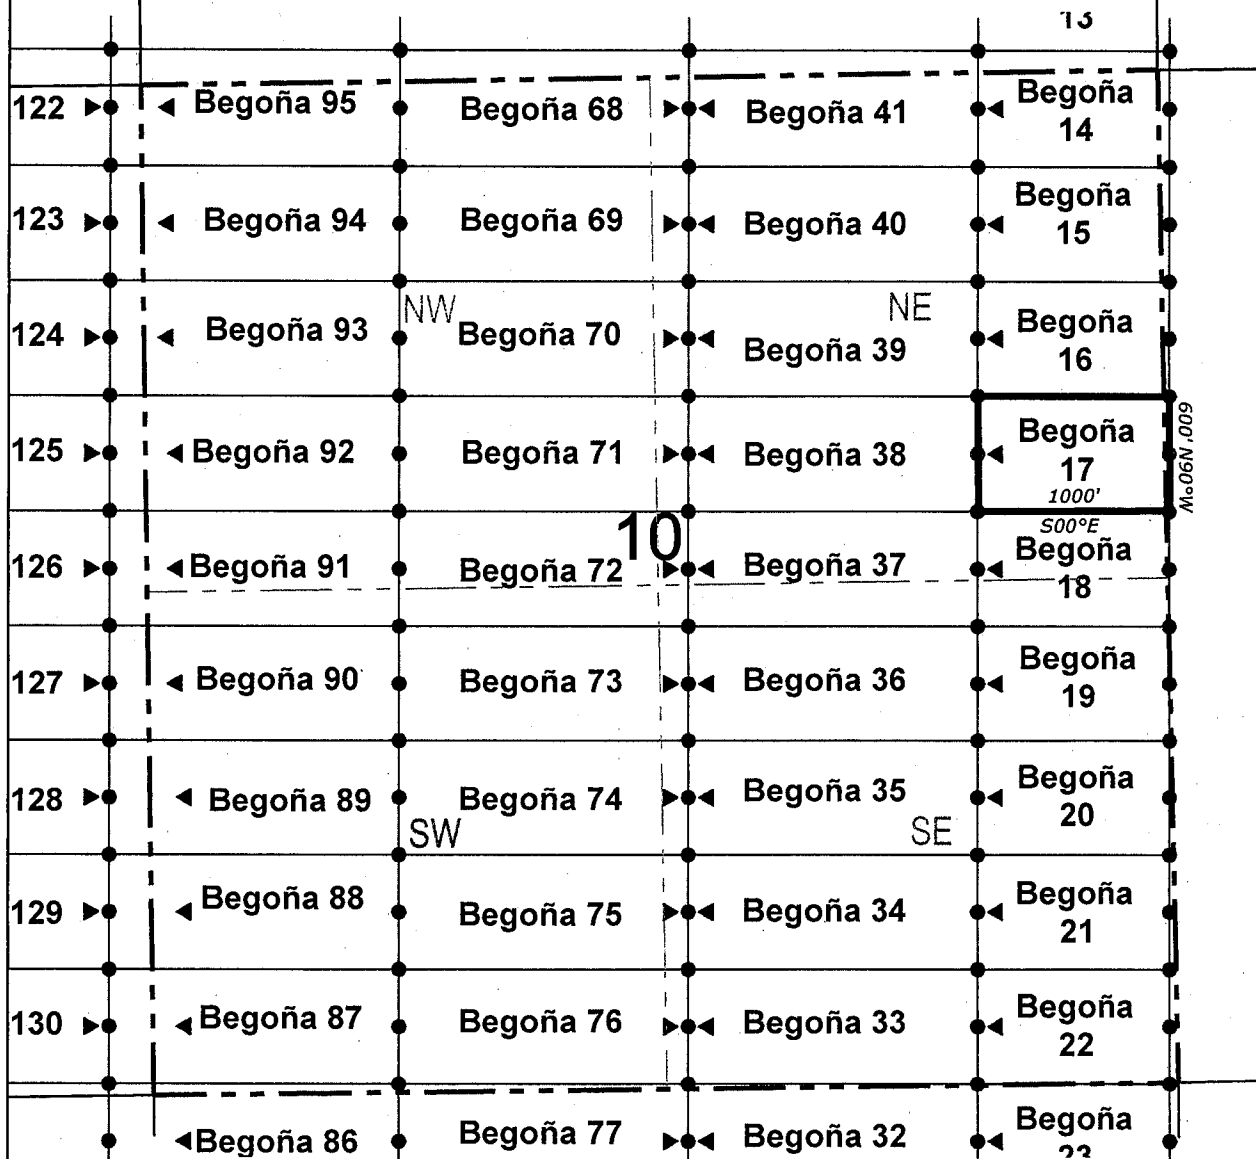 13
122 Begoña 95 Begoña 68 Begoña 41 Begoña
14
123 Begoña 94 Begoña 69 Begoña 40 Begoña
15
NW NE
124 Begoña 93 Begoña 70 Begoña 39 Begoña
16
125 Begoña 92 Begoña 71 Begoña 38 Begoña
17
1000'
600' N90°W
S00°E
10
126 Begoña 91 Begoña 72 Begoña 37 Begoña
18
127 Begoña 90 Begoña 73 Begoña 36 Begoña
19
128 Begoña 89 Begoña 74 Begoña 35 Begoña
20
SW SE
129 Begoña 88 Begoña 75 Begoña 34 Begoña
21
130 Begoña 87 Begoña 76 Begoña 33 Begoña
22
Begoña 86 Begoña 77 Begoña 32 Begoña
23